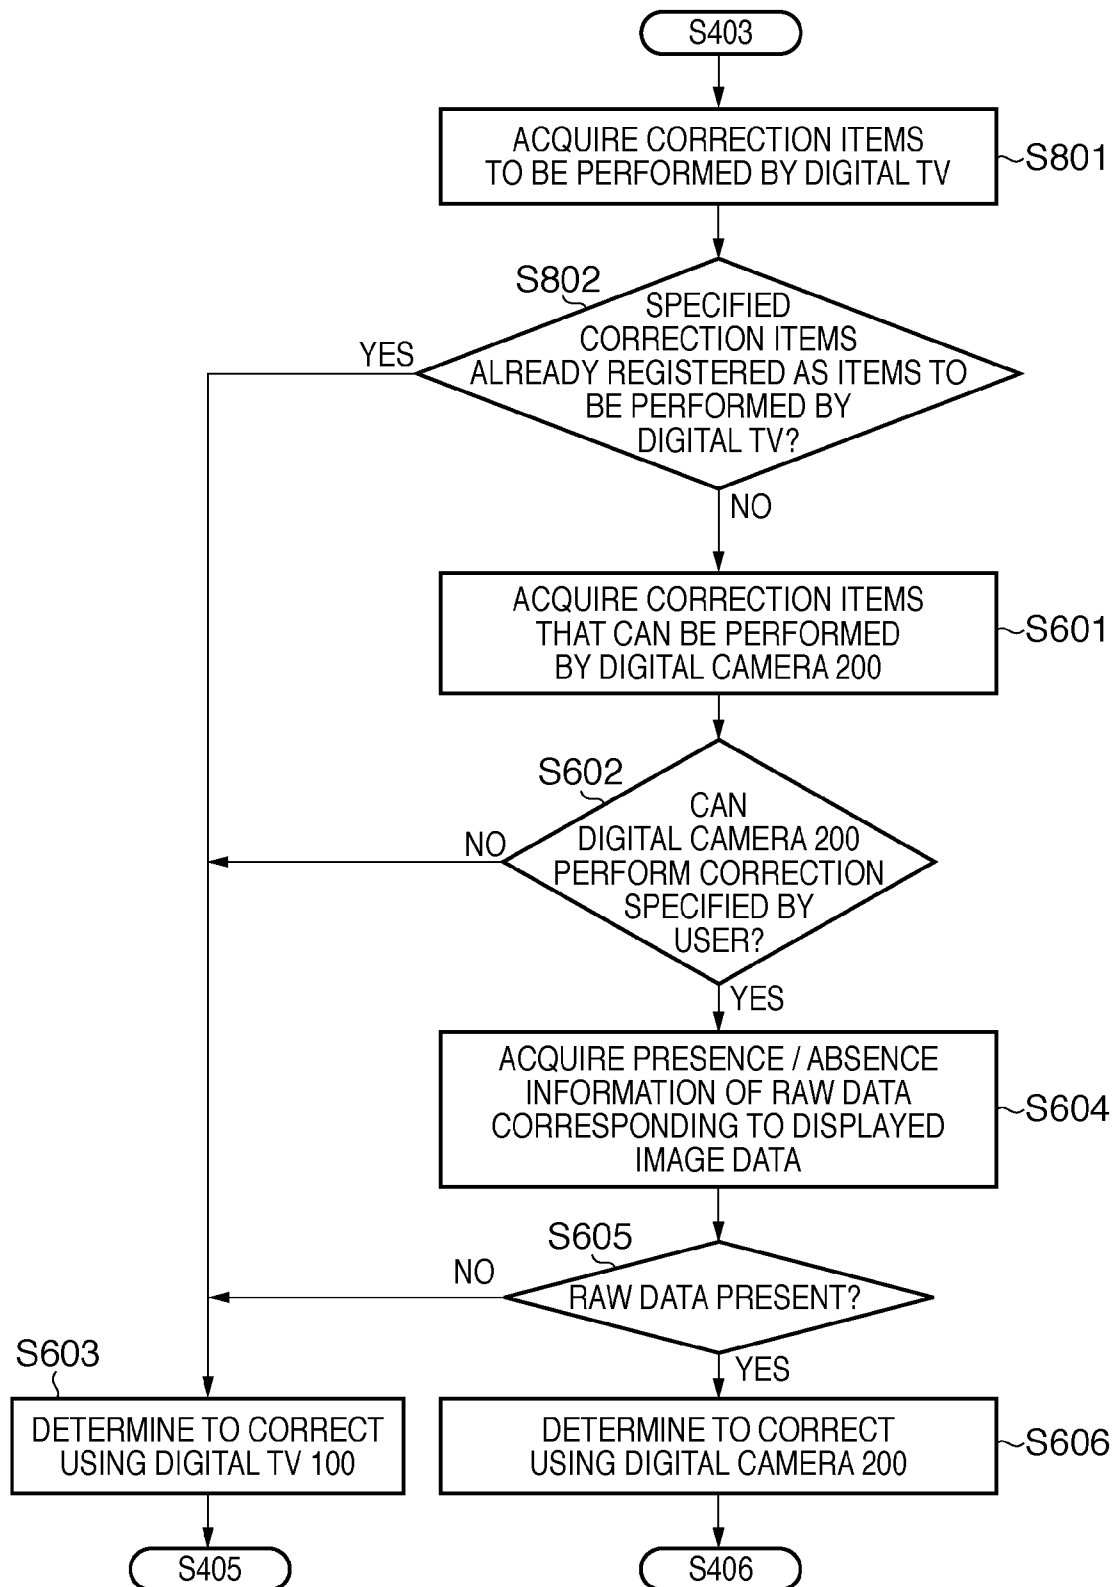 S403
ACQUIRE CORRECTION ITEMS
TO BE PERFORMED BY DIGITAL TV
S801
S802
SPECIFIED
CORRECTION ITEMS
ALREADY REGISTERED AS ITEMS TO
BE PERFORMED BY
DIGITAL TV?
YES
NO
ACQUIRE CORRECTION ITEMS
THAT CAN BE PERFORMED
BY DIGITAL CAMERA 200
S601
S602
CAN
DIGITAL CAMERA 200
PERFORM CORRECTION
SPECIFIED BY
USER?
NO
YES
ACQUIRE PRESENCE / ABSENCE
INFORMATION OF RAW DATA
CORRESPONDING TO DISPLAYED
IMAGE DATA
S604
S605
RAW DATA PRESENT?
NO
YES
S603
DETERMINE TO CORRECT
USING DIGITAL TV 100
DETERMINE TO CORRECT
USING DIGITAL CAMERA 200
S606
S405
S406